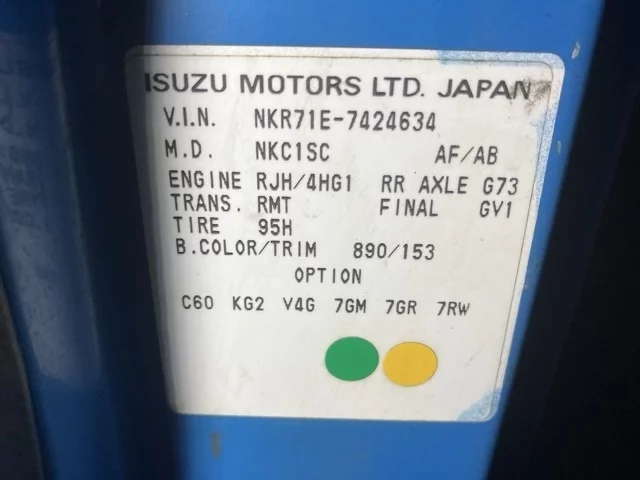 ISUZU MOTORS LTD. JAPAN
V.I.N. NKR71E-7424634
M.D. NKC1SC AF/AB
ENGINE RJH/4HG1 RR AXLE G73
TRANS. RMT FINAL GV1
TIRE 95H
B.COLOR/TRIM 890/153
OPTION
C60 KG2 V4G 7GM 7GR 7RW